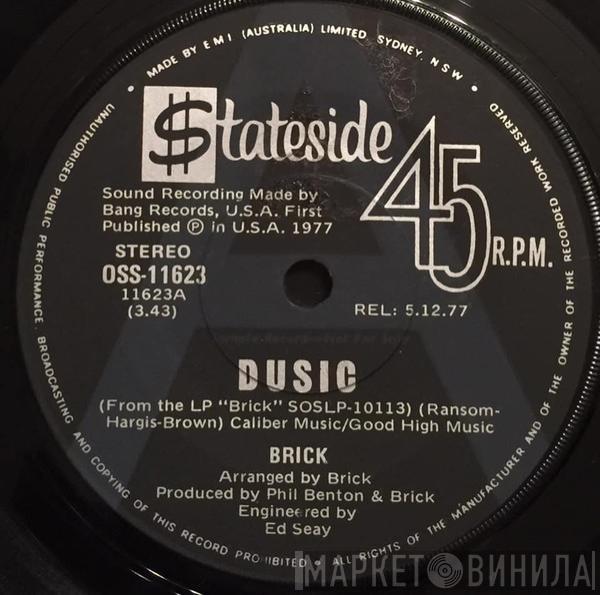 MADE BY E M I (AUSTRALIA) LIMITED, SYDNEY, N S W •
UNAUTHORISED PUBLIC PERFORMANCE, BROADCASTING AND COPYING OF THIS RECORD PROHIBITED • ALL RIGHTS OF THE MANUFACTURER AND OF THE OWNER OF THE RECORDED WORK RESERVED
$tateside
45
R.P.M.
Sound Recording Made by
Bang Records, U.S.A. First
Published ℗ in U.S.A. 1977
STEREO
OSS-11623
11623A
(3.43)
REL: 5.12.77
DUSIC
(From the LP "Brick" SOSLP-10113) (Ransom-
Hargis-Brown) Caliber Music/Good High Music
BRICK
Arranged by Brick
Produced by Phil Benton & Brick
Engineered by
Ed Seay
A
МАРКЕТ ВИНИЛА